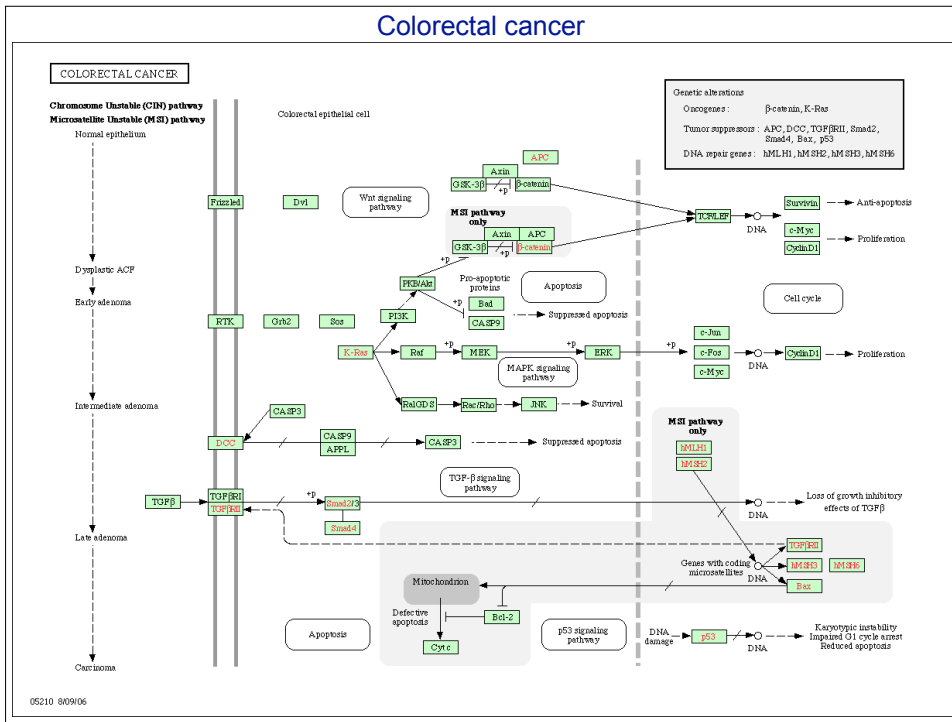 Colorectal cancer
COLORECTAL CANCER
Chromosome Unstable (CIN) pathway
Microsatellite Unstable (MSI) pathway
Normal epithelium
Dysplastic ACF
Early adenoma
Intermediate adenoma
Late adenoma
Carcinoma
Colorectal epithelial cell
Genetic alterations
Oncogenes : β-catenin, K-Ras
Tumor suppressors : APC, DCC, TGFβRII, Smad2,
Smad4, Bax, p53
DNA repair genes : hMLH1, hMSH2, hMSH3, hMSH6
APC
Axin
GSK-3β
+p
β-catenin
Frizzled
Dvl
Wnt signaling
pathway
TCF/LEF
DNA
Survivin
Anti-apoptosis
c-Myc
CyclinD1
Proliferation
MSI pathway
only
Axin
APC
GSK-3β
+p
β-catenin
+p
PKB/Akt
+p
Pro-apoptotic
proteins
Bad
CASP9
Suppressed apoptosis
Apoptosis
Cell cycle
RTK
Grb2
Sos
PI3K
K-Ras
Raf
+p
MEK
+p
ERK
+p
MAPK signaling
pathway
c-Jun
c-Fos
c-Myc
DNA
CyclinD1
Proliferation
RalGDS
Rac/Rho
JNK
Survival
CASP3
DCC
CASP9
APPL
CASP3
Suppressed apoptosis
MSI pathway
only
hMLH1
hMSH2
TGF-β signaling
pathway
TGFβ
TGFβRI
TGFβRII
+p
Smad2/3
Smad4
DNA
Loss of growth inhibitory
effects of TGFβ
Genes with coding
microsatellites
DNA
TGFβRII
hMSH3
hMSH6
Bax
Mitochondrion
Defective
apoptosis
Bcl-2
Cytc
Apoptosis
p53 signaling
pathway
DNA
damage
p53
DNA
Karyotypic instability
Impaired G1 cycle arrest
Reduced apoptosis
05210 8/09/06